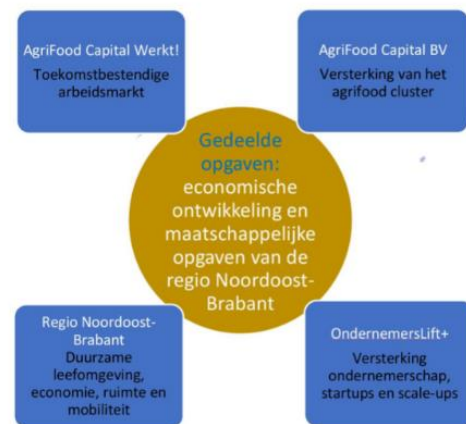 AgriFood Capital Werkt!
Toekomstbestendige
arbeidsmarkt
AgriFood Capital BV
Versterking van het
agrifood cluster
Gedeelde
opgaven:
economische
ontwikkeling en
maatschappelijke
opgaven van de
regio Noordoost-
Brabant
Regio Noordoost-
Brabant
Duurzame
leefomgeving,
economie, ruimte en
mobiliteit
OndernemersLift+
Versterking
ondernemerschap,
startups en scale-ups